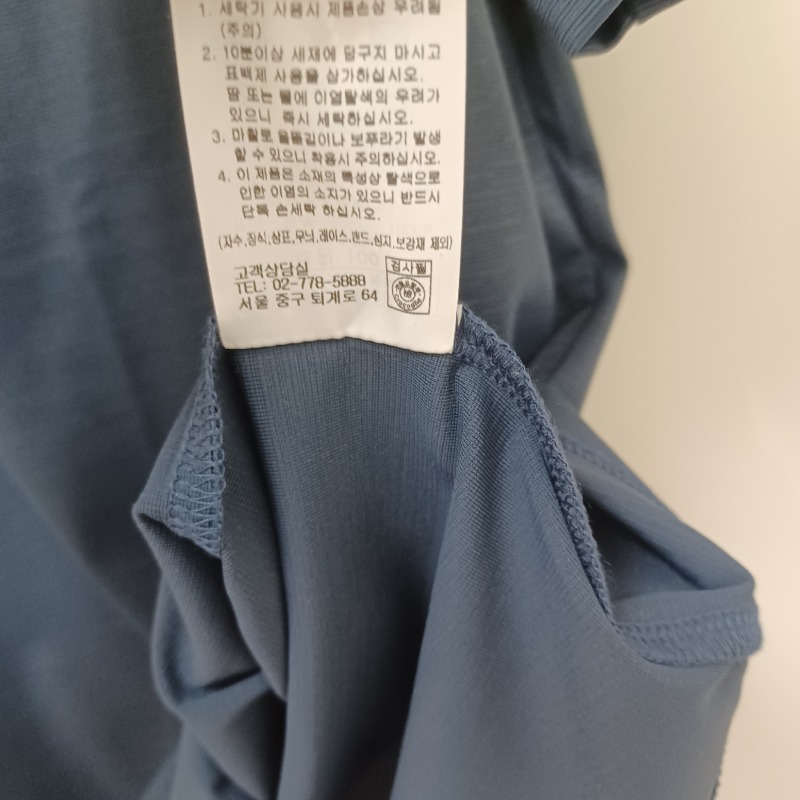 1. 세탁기 사용시 제품손상 우려됨
(주의)
2. 10분이상 세재에 담구지 마시고
표백제 사용을 삼가하십시오.
땀 또는 물에 이염탈색의 우려가
있으니 즉시 세탁하십시오.
3. 마찰로 올뜯김이나 보푸라기 발생
할 수 있으니 착용시 주의하십시오.
4. 이 제품은 소재의 특성상 탈색으로
인한 이염의 소지가 있으니 반드시
단독 손세탁 하십시오.
(자수,장식,상표,무늬,레이스,밴드,심지,보강재 제외)
고객상담실
TEL: 02-778-5888
서울 중구 퇴계로 64
검사필